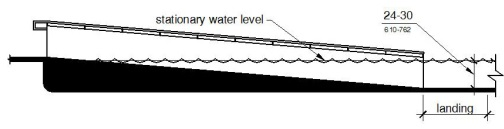 stationary water level
24-30
610-762
landing